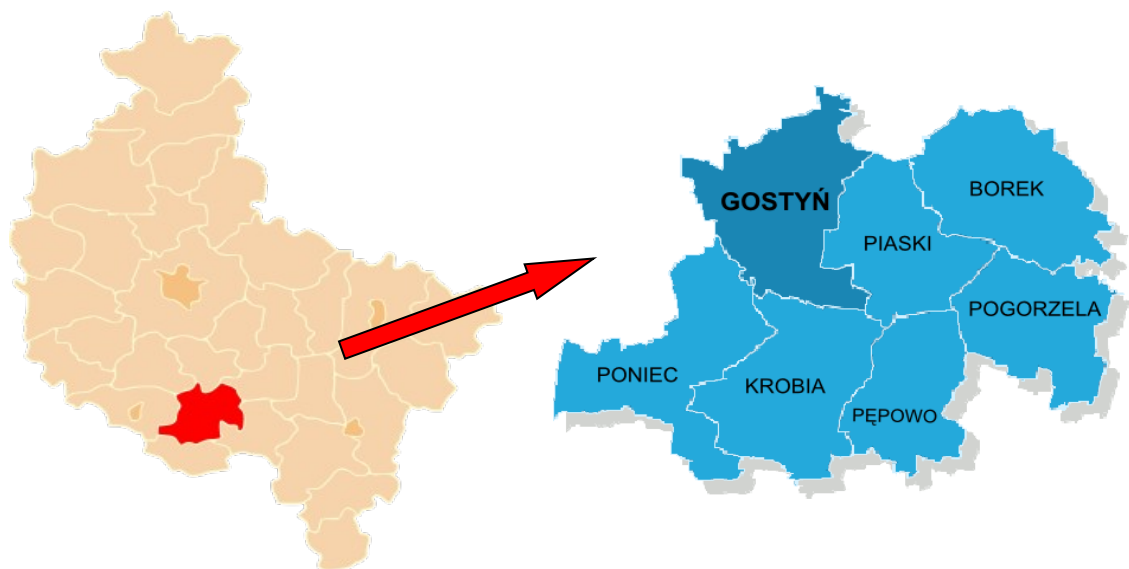 BOREK
GOSTYŃ
PIASKI
POGORZELA
PONIEC
KROBIA
PĘPOWO